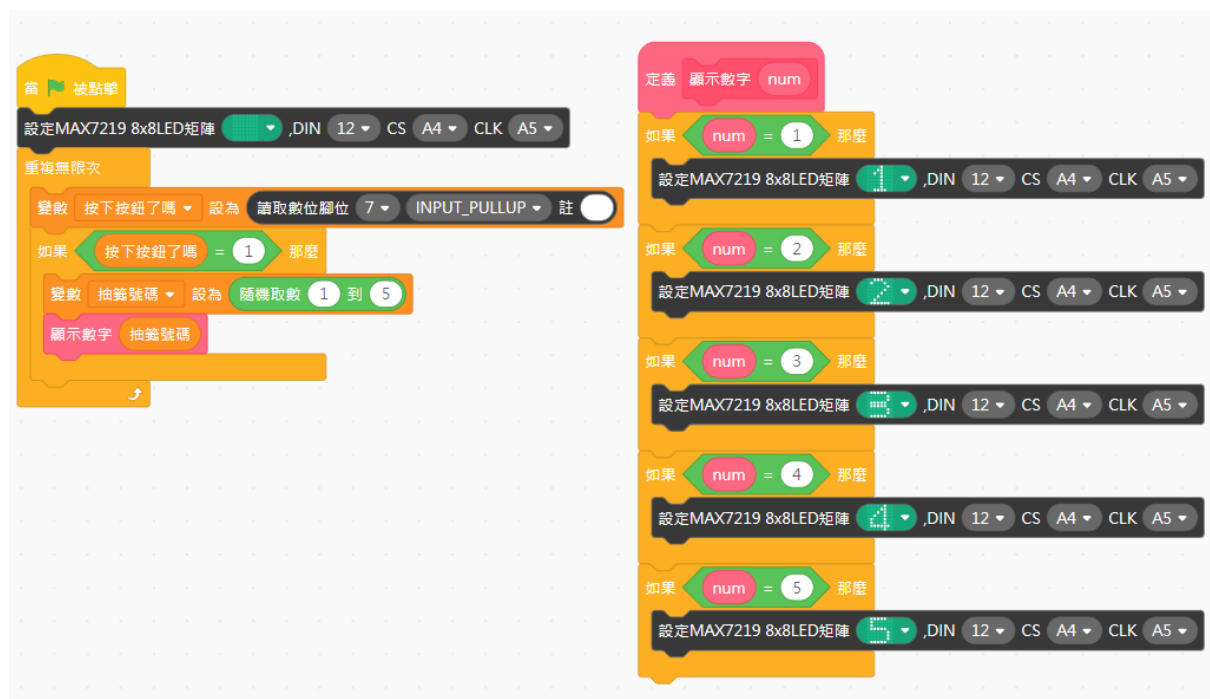 當 被點擊
設定MAX7219 8x8LED矩陣 ,DIN 12 CS A4 CLK A5
重複無限次
變數 按下按鈕了嗎 設為 讀取數位腳位 7 INPUT_PULLUP 註
如果 按下按鈕了嗎 = 1 那麼
變數 抽籤號碼 設為 隨機取數 1 到 5
顯示數字 抽籤號碼
定義 顯示數字 num
如果 num = 1 那麼
設定MAX7219 8x8LED矩陣 1 ,DIN 12 CS A4 CLK A5
如果 num = 2 那麼
設定MAX7219 8x8LED矩陣 2 ,DIN 12 CS A4 CLK A5
如果 num = 3 那麼
設定MAX7219 8x8LED矩陣 3 ,DIN 12 CS A4 CLK A5
如果 num = 4 那麼
設定MAX7219 8x8LED矩陣 4 ,DIN 12 CS A4 CLK A5
如果 num = 5 那麼
設定MAX7219 8x8LED矩陣 5 ,DIN 12 CS A4 CLK A5